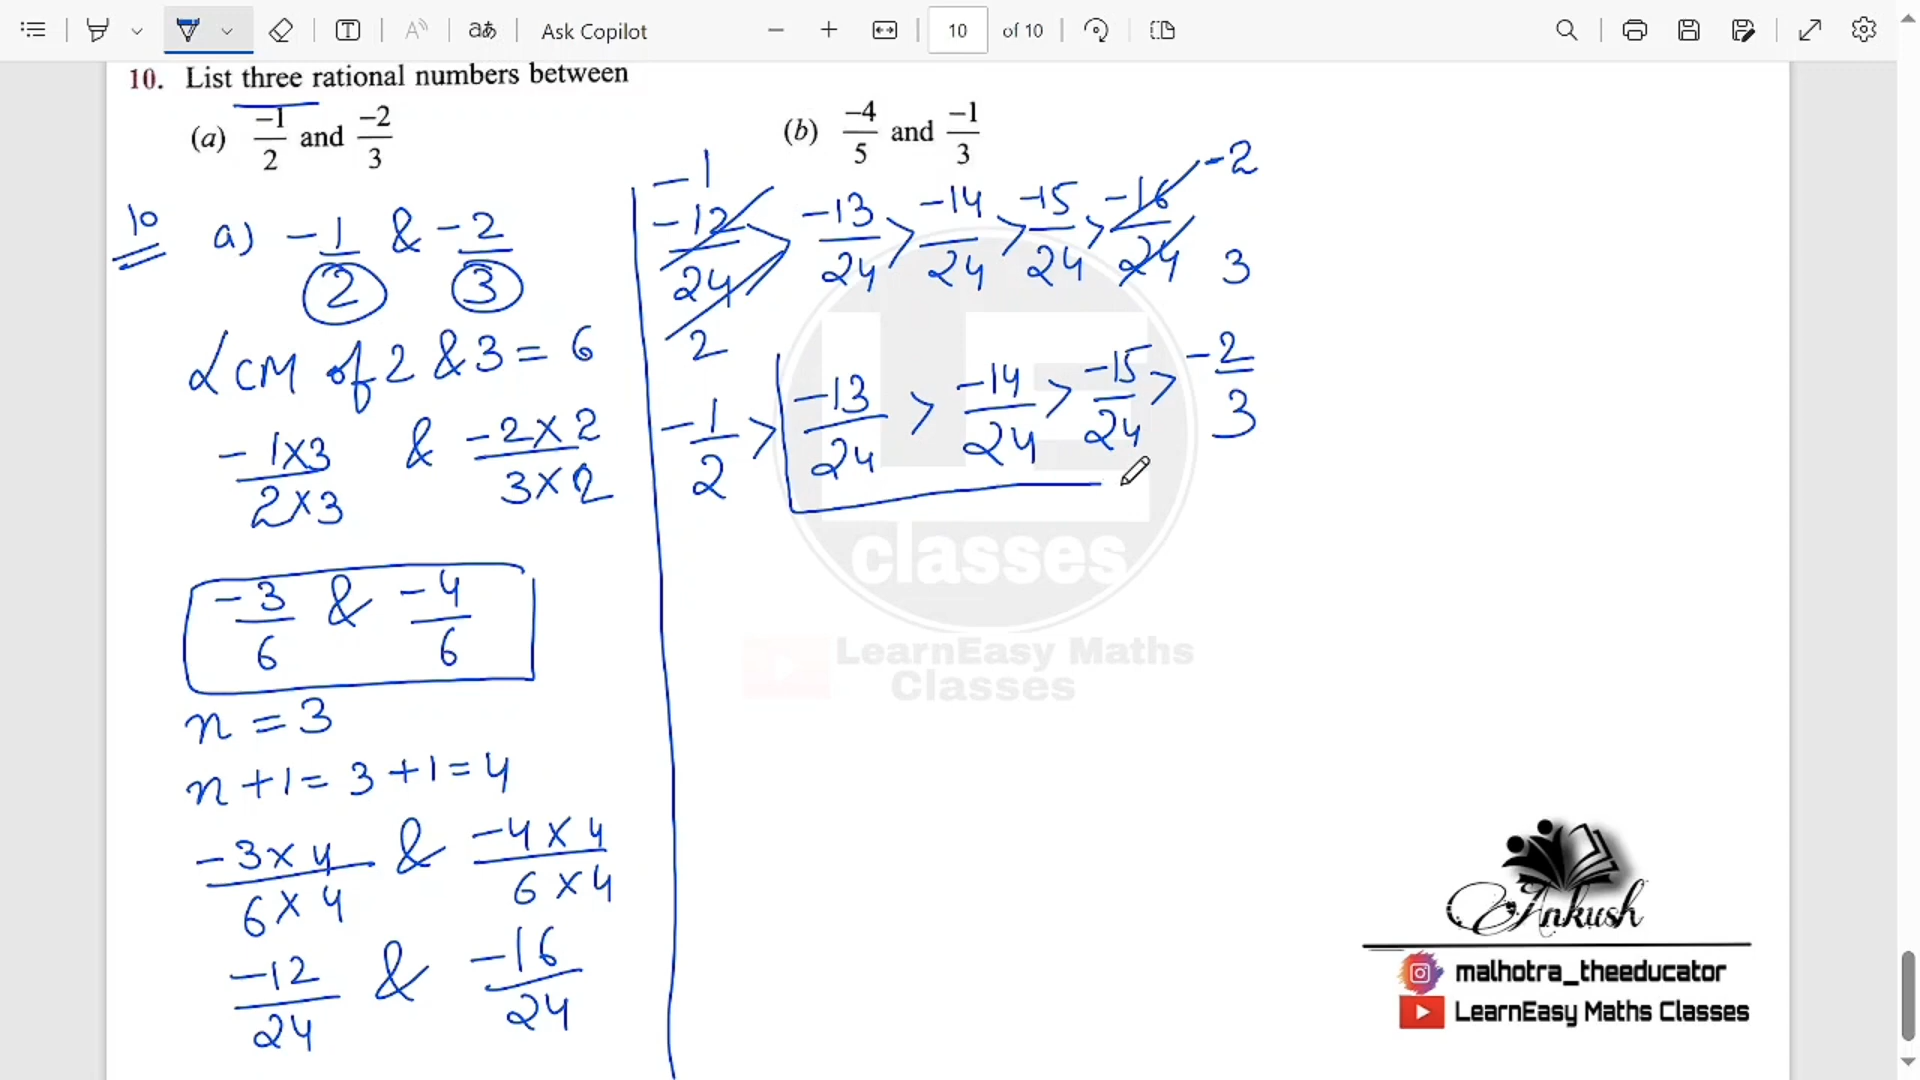 Ask Copilot
10 of 10
10. List three rational numbers between
(a) -1/2 and -2/3
(b) -4/5 and -1/3
10 a) -1/2 & -2/3
LCM of 2 & 3 = 6
-1×3/2×3 & -2×2/3×2
-3/6 & -4/6
n = 3
n+1 = 3+1 = 4
-3×4/6×4 & -4×4/6×4
-12/24 & -16/24
-1 -2
-12/24 > -13/24 > -14/24 > -15/24 > -16/24
2 3
-1/2 > -13/24 > -14/24 > -15/24 > -2/3
LE
classes
LearnEasy Maths
Classes
Ankush
malhotra_theeducator
LearnEasy Maths Classes